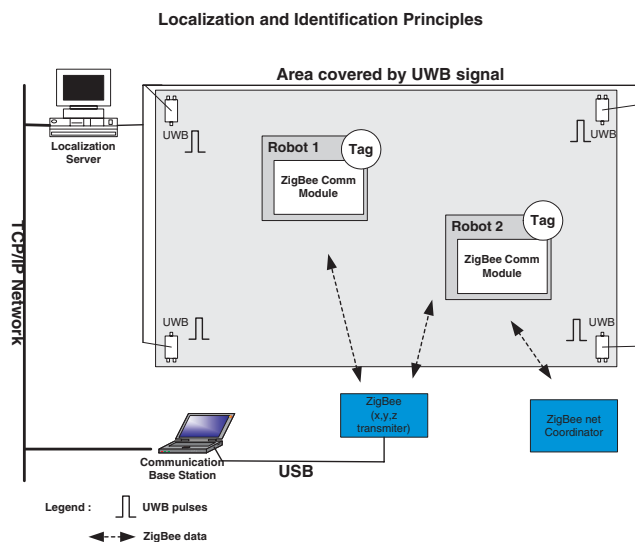 Localization and Identification Principles
Area covered by UWB signal
Localization
Server
UWB
UWB
Robot 1
Tag
ZigBee Comm
Module
Robot 2
Tag
ZigBee Comm
Module
TCP/IP Network
UWB
UWB
ZigBee
(x,y,z
transmiter)
ZigBee net
Coordinator
Communication
Base Station
USB
Legend :
UWB pulses
ZigBee data